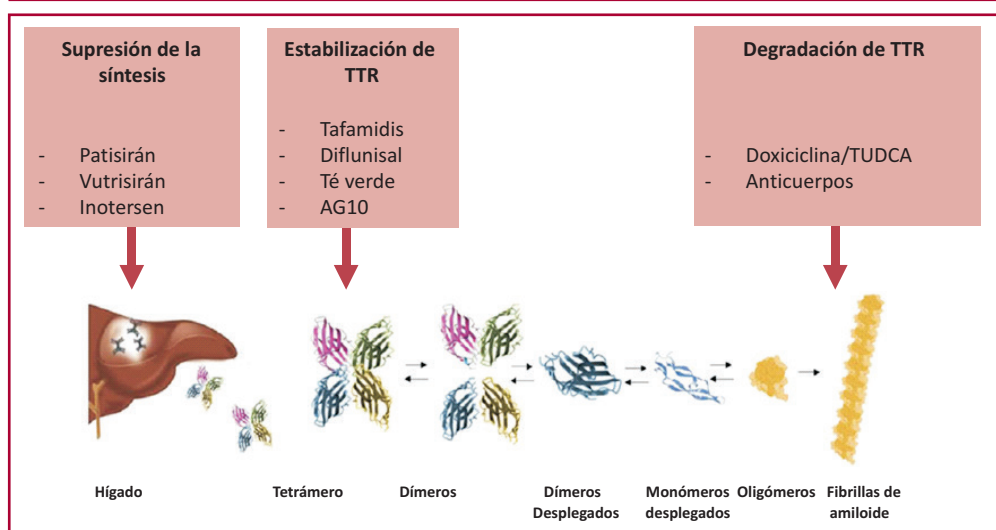 Supresión de la
síntesis
- Patisirán
- Vutrisirán
- Inotersen
Estabilización de
TTR
- Tafamidis
- Diflunisal
- Té verde
- AG10
Degradación de TTR
- Doxiciclina/TUDCA
- Anticuerpos
Hígado
Tetrámero
Dímeros
Dímeros
Desplegados
Monómeros
desplegados
Oligómeros
Fibrillas de
amiloide